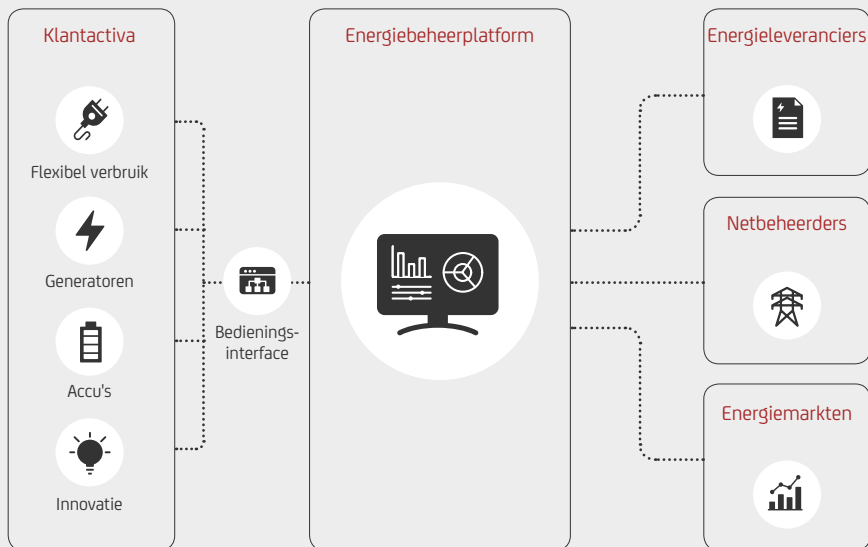 Klantactiva
Flexibel verbruik
Generatoren
Accu's
Innovatie
Bedienings-
interface
Energiebeheerplatform
Energieleveranciers
Netbeheerders
Energiemarkten